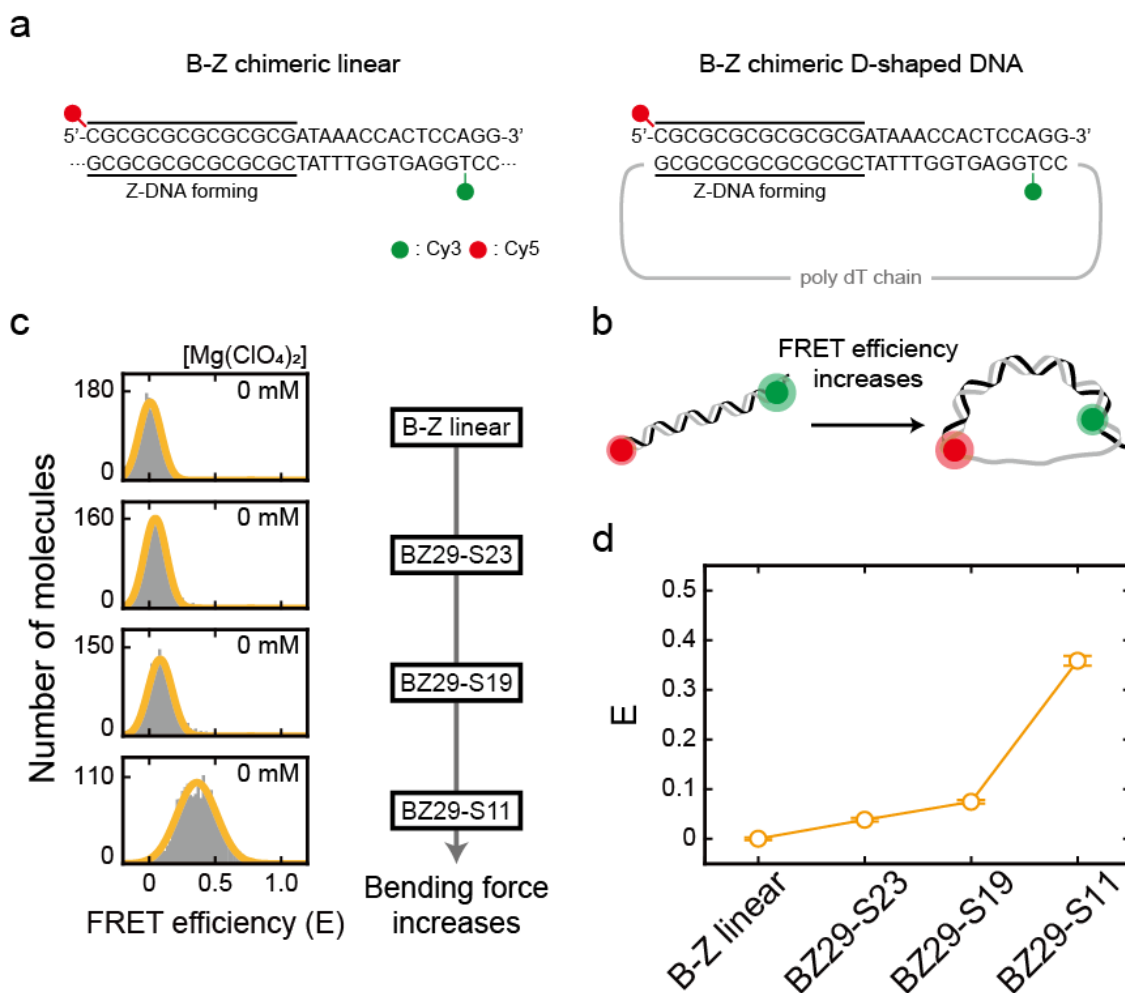 a
B-Z chimeric linear
5'-CGCGCGCGCGCGCGATAAACCACTCCAGG-3'
···GCGCGCGCGCGCGCTATTTGGTGAGGTCC···
Z-DNA forming
: Cy3 : Cy5
B-Z chimeric D-shaped DNA
5'-CGCGCGCGCGCGCGATAAACCACTCCAGG-3'
GCGCGCGCGCGCGCTATTTGGTGAGGTCC
Z-DNA forming
poly dT chain
c
[Mg(ClO₄)₂]
180
0 mM
0
160
0 mM
0
150
0 mM
0
110
0 mM
0
0 0.5 1.0
Number of molecules
FRET efficiency (E)
B-Z linear
BZ29-S23
BZ29-S19
BZ29-S11
Bending force
increases
b
FRET efficiency
increases
d
0.5
0.4
0.3
0.2
0.1
0
E
B-Z linear
BZ29-S23
BZ29-S19
BZ29-S11